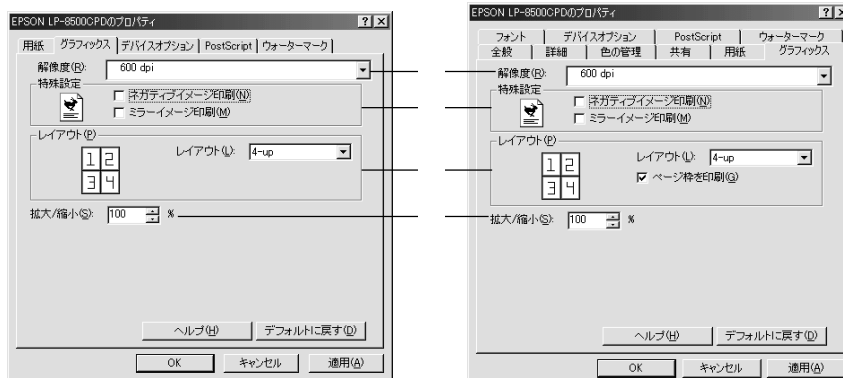 EPSON LP-8500CPDのプロパティ
用紙 グラフィックス デバイスオプション PostScript ウォーターマーク
解像度(R): 600 dpi
特殊設定
ネガティブイメージ印刷(N)
ミラーイメージ印刷(M)
レイアウト(P)
1 2
3 4
レイアウト(L): 4-up
拡大/縮小(S): 100 %
ヘルプ(H) デフォルトに戻す(D)
OK キャンセル 適用(A)
EPSON LP-8500CPDのプロパティ
フォント デバイスオプション PostScript ウォーターマーク
全般 詳細 色の管理 共有 用紙 グラフィックス
解像度(R): 600 dpi
特殊設定
ネガティブイメージ印刷(N)
ミラーイメージ印刷(M)
レイアウト(P)
1 2
3 4
レイアウト(L): 4-up
ページ枠を印刷(G)
拡大/縮小(S): 100 %
ヘルプ(H) デフォルトに戻す(D)
OK キャンセル 適用(A)